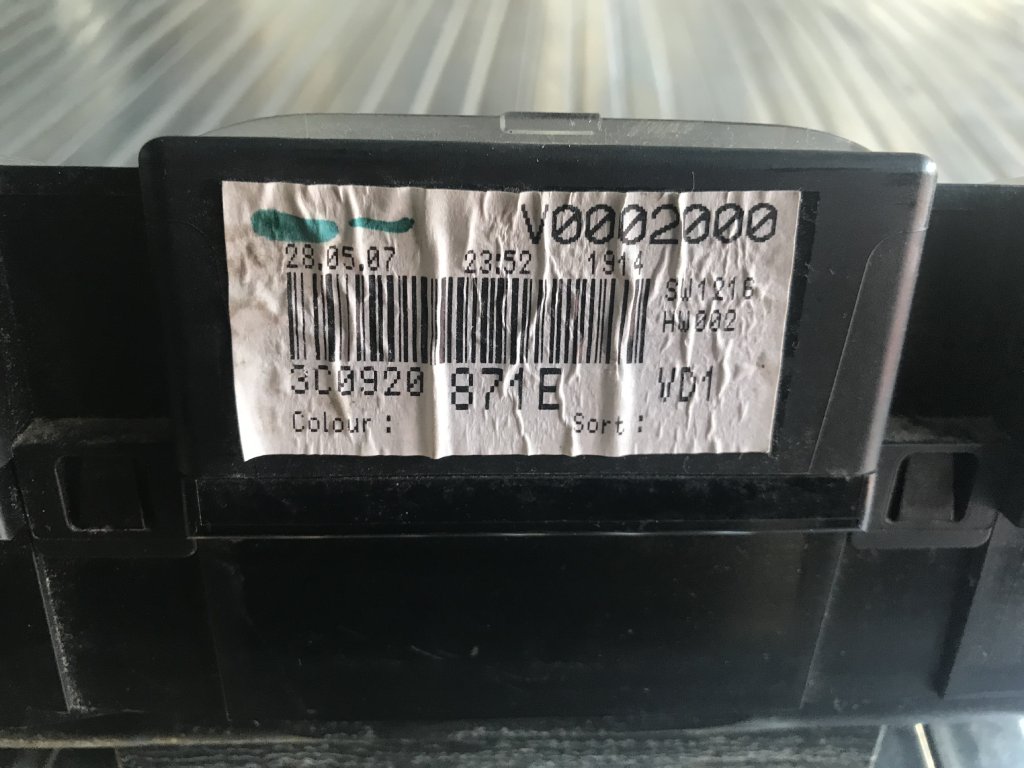 V0002000
28.05.07 23:52 1914
SW1216
HW002
3C0920 871E VD1
Colour: Sort: